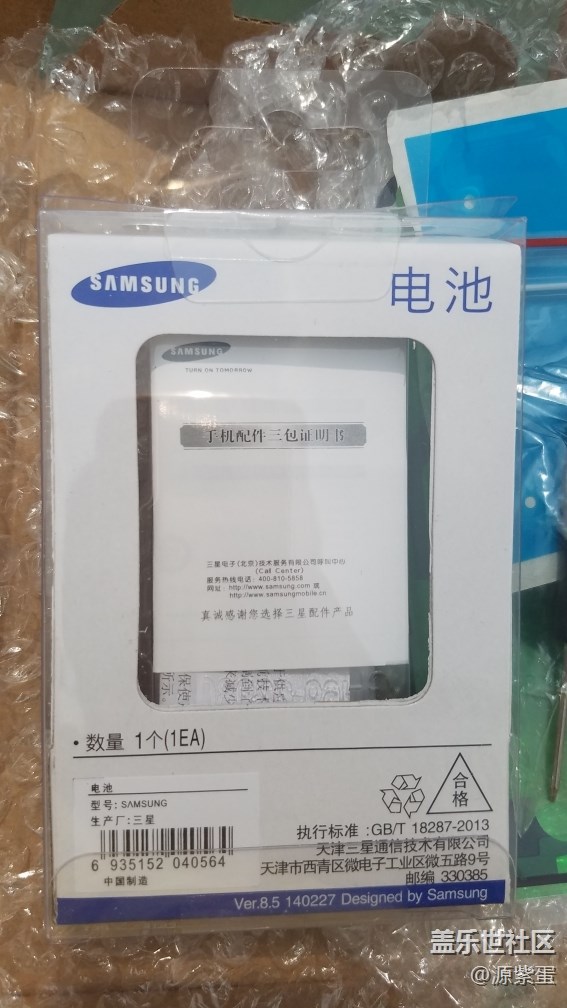 SAMSUNG
电池
SAMSUNG
TURN ON TOMORROW
手机配件三包证明书
三星电子(北京)技术服务有限公司呼叫中心
(Call Center)
服务热线电话: 400-810-5858
网址: http://www.samsung.com 或
http://www.samsungmobile.cn
真诚感谢您选择三星配件产品
·数量 1个(1EA)
电池
型号: SAMSUNG
生产厂: 三星
6 935152 040564
中国制造
合格
执行标准 :GB/T 18287-2013
天津三星通信技术有限公司
天津市西青区微电子工业区微五路9号
邮编 330385
Ver.8.5 140227 Designed by Samsung
盖乐世社区
@源紫蛋